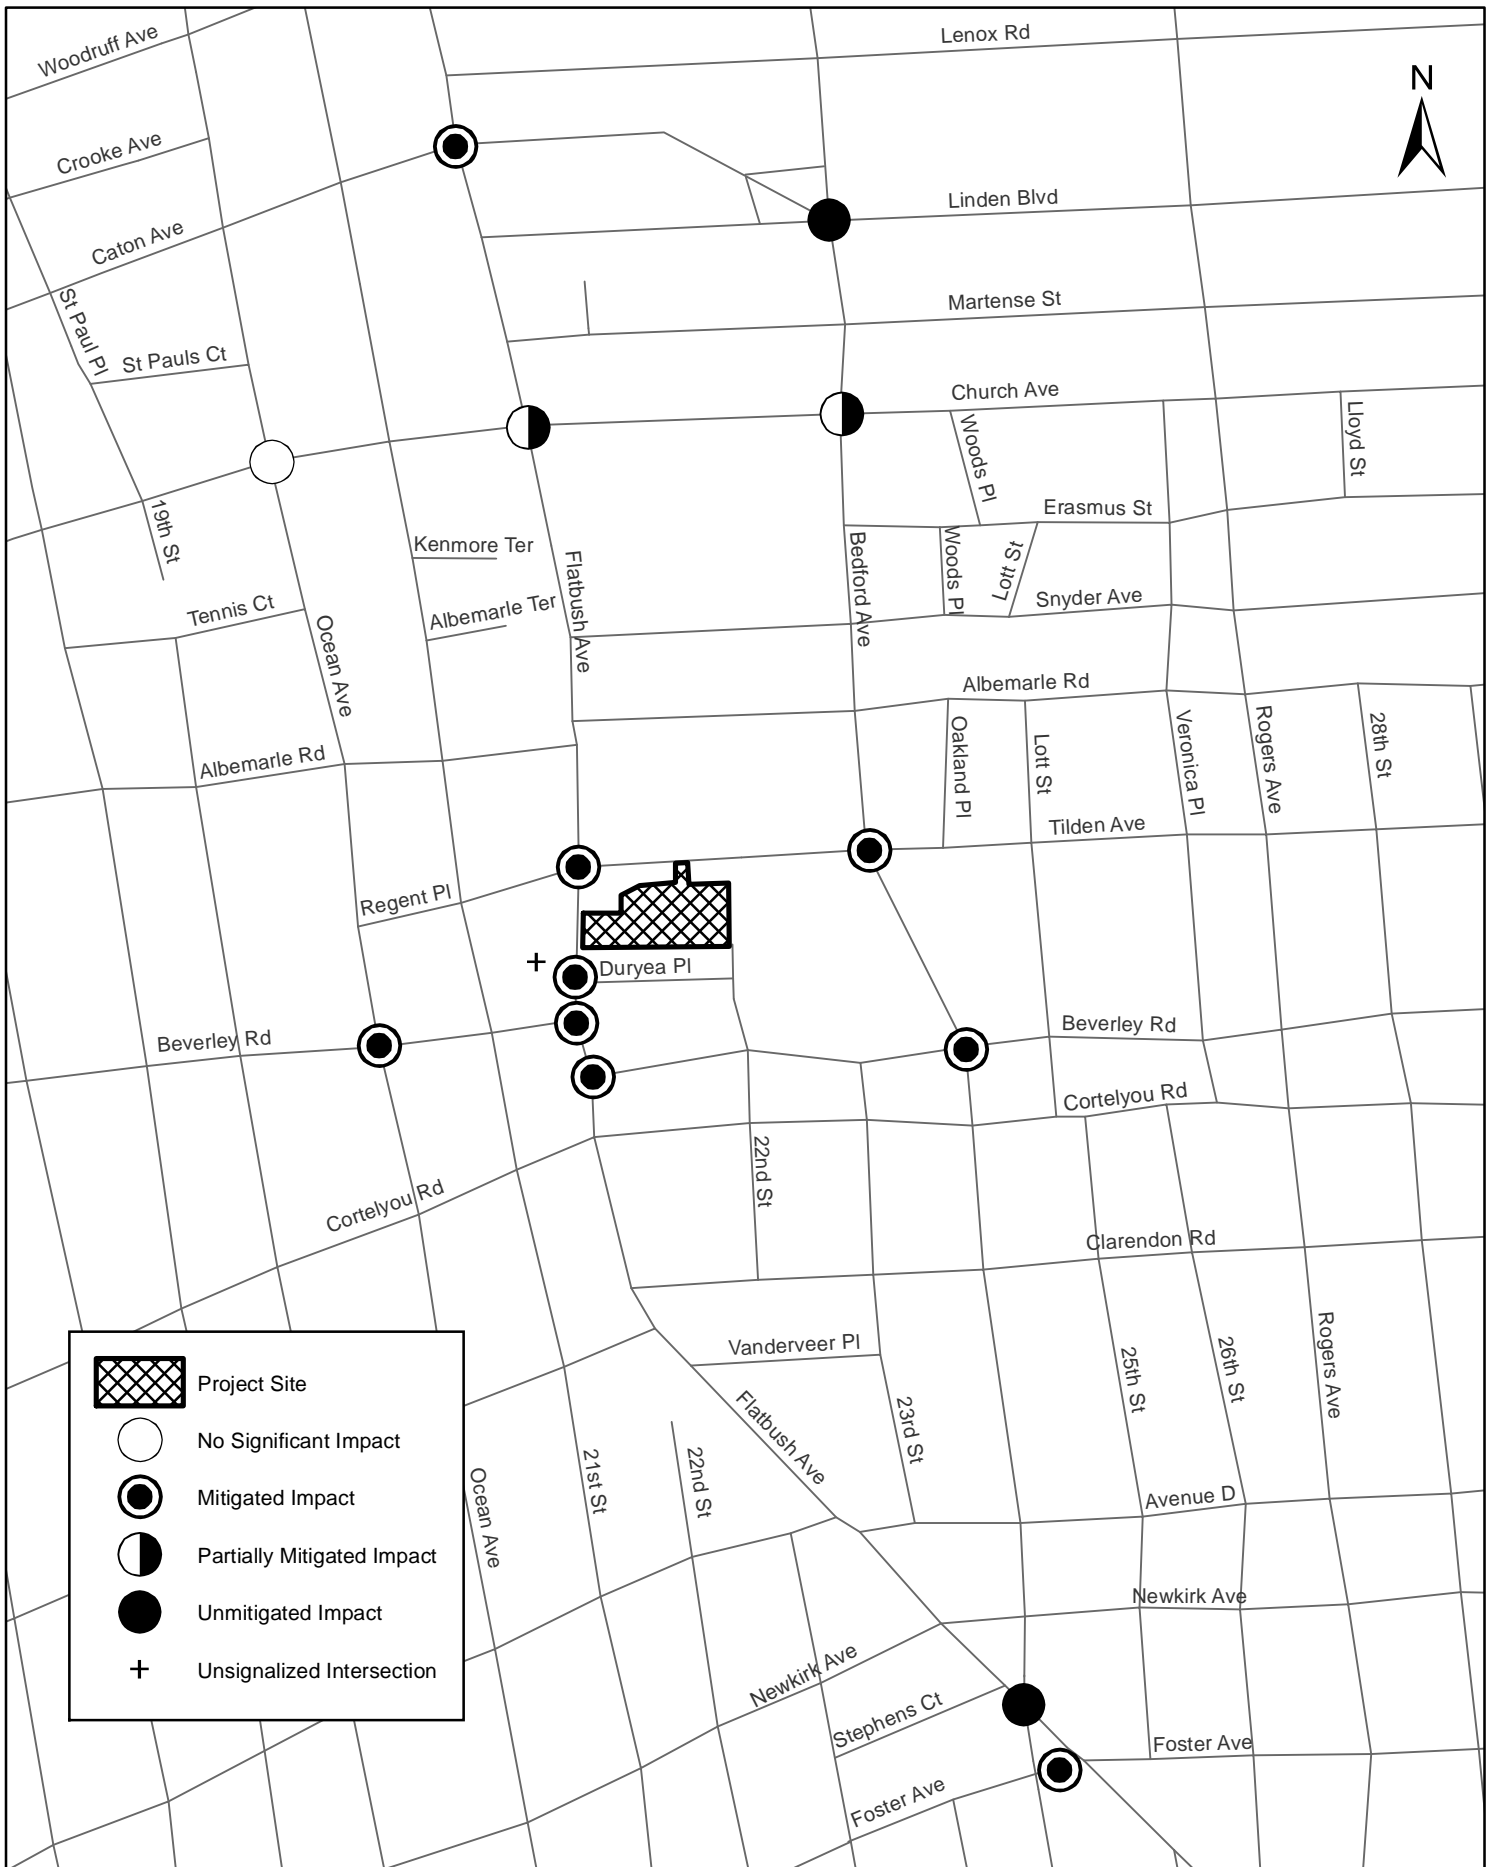 Woodruff Ave
Lenox Rd
N
Crooke Ave
Linden Blvd
Caton Ave
Martense St
St Paul Pl
St Pauls Ct
Church Ave
Lloyd St
Woods Pl
Erasmus St
19th St
Kenmore Ter
Flatbush Ave
Bedford Ave
Woods Pl
Lott St
Snyder Ave
Tennis Ct
Albemarle Ter
Ocean Ave
Albemarle Rd
Oakland Pl
Lott St
Veronica Pl
Rogers Ave
28th St
Albemarle Rd
Tilden Ave
Regent Pl
+
Duryea Pl
Beverley Rd
Beverley Rd
Cortelyou Rd
22nd St
Cortelyou Rd
Clarendon Rd
Vanderveer Pl
25th St
26th St
Rogers Ave
Flatbush Ave
23rd St
Project Site
No Significant Impact
Mitigated Impact
Partially Mitigated Impact
Unmitigated Impact
+ Unsignalized Intersection
Ocean Ave
21st St
22nd St
Avenue D
Newkirk Ave
Newkirk Ave
Stephens Ct
Foster Ave
Foster Ave